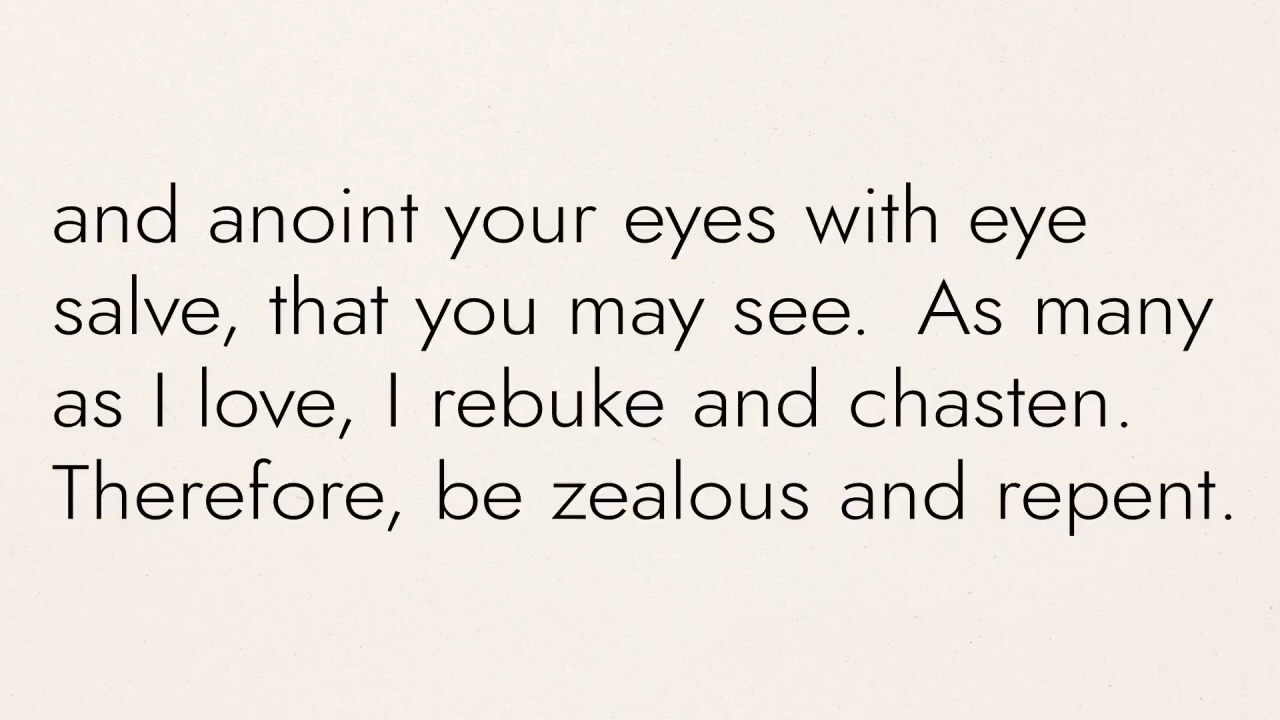 and anoint your eyes with eye
salve, that you may see.  As many
as I love, I rebuke and chasten.
Therefore, be zealous and repent.